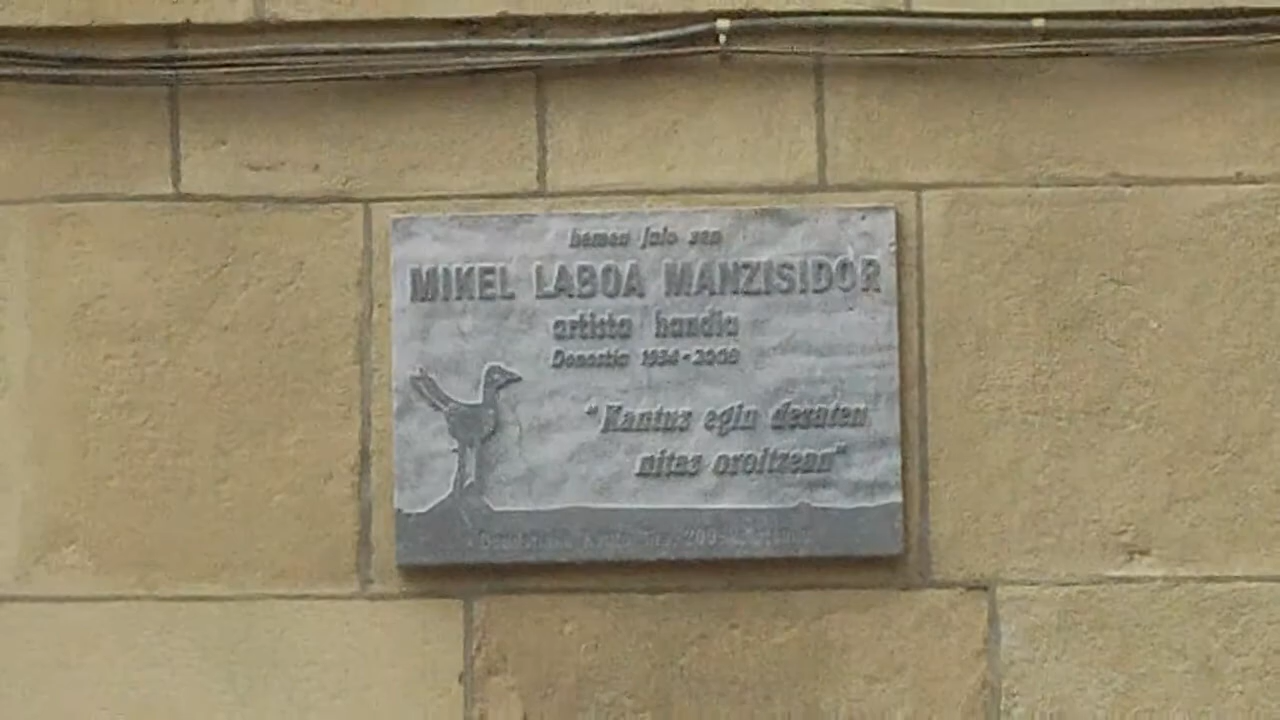 hemen jaio zen
MIKEL LABOA MANZISIDOR
artista handia
Donostia 1934-2008
"Kantuz egin dezaten
nitaz oroitzean"